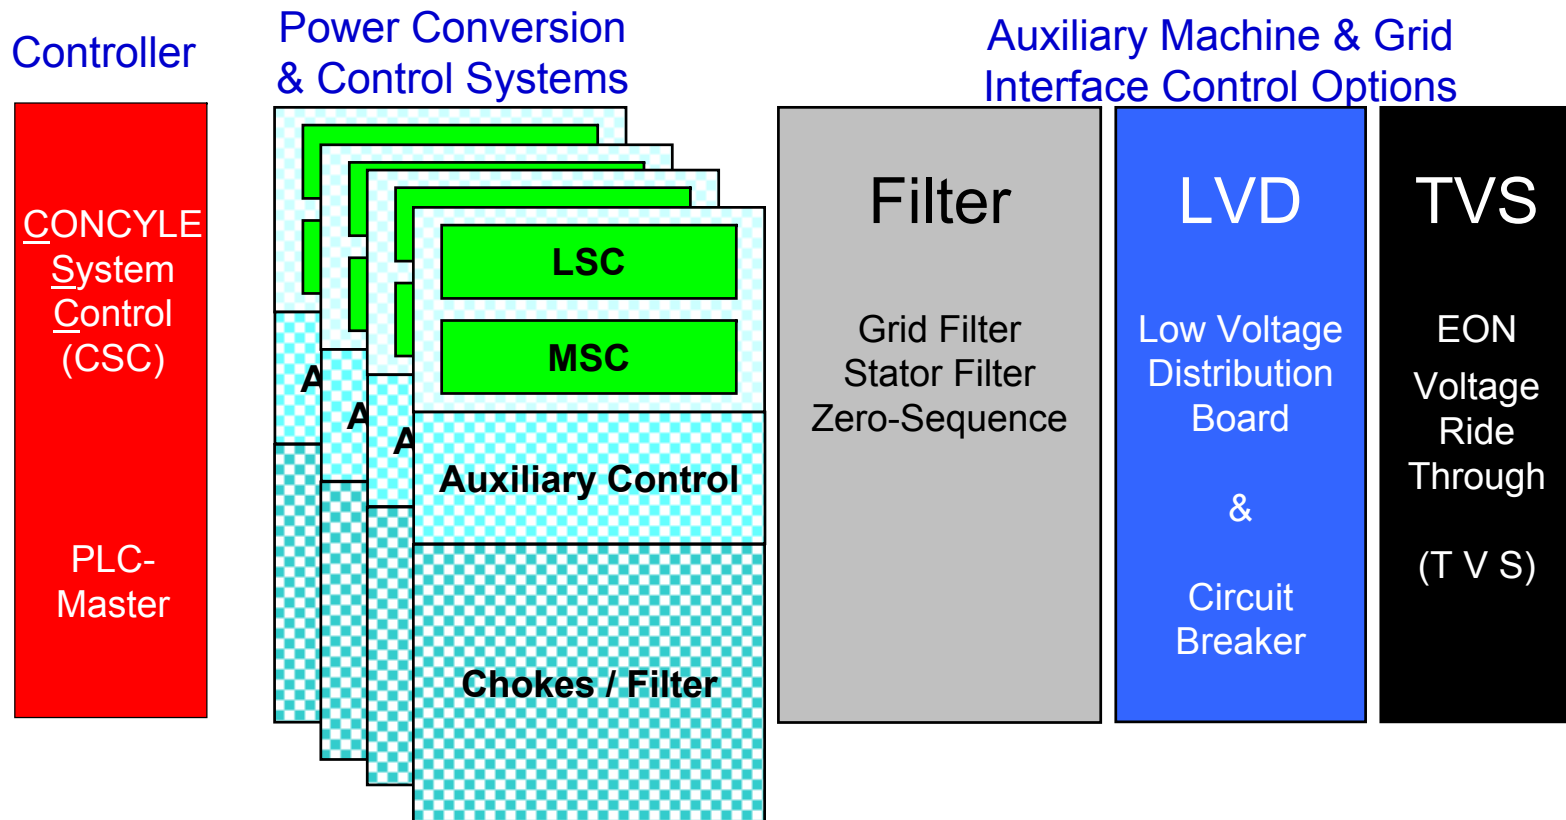 Controller
Power Conversion
& Control Systems
Auxiliary Machine & Grid
Interface Control Options
CONCYLE
System
Control
(CSC)
PLC-
Master
A
A
A
LSC
MSC
Auxiliary Control
Chokes / Filter
Filter
Grid Filter
Stator Filter
Zero-Sequence
LVD
Low Voltage
Distribution
Board
&
Circuit
Breaker
TVS
EON
Voltage
Ride
Through
(T V S)